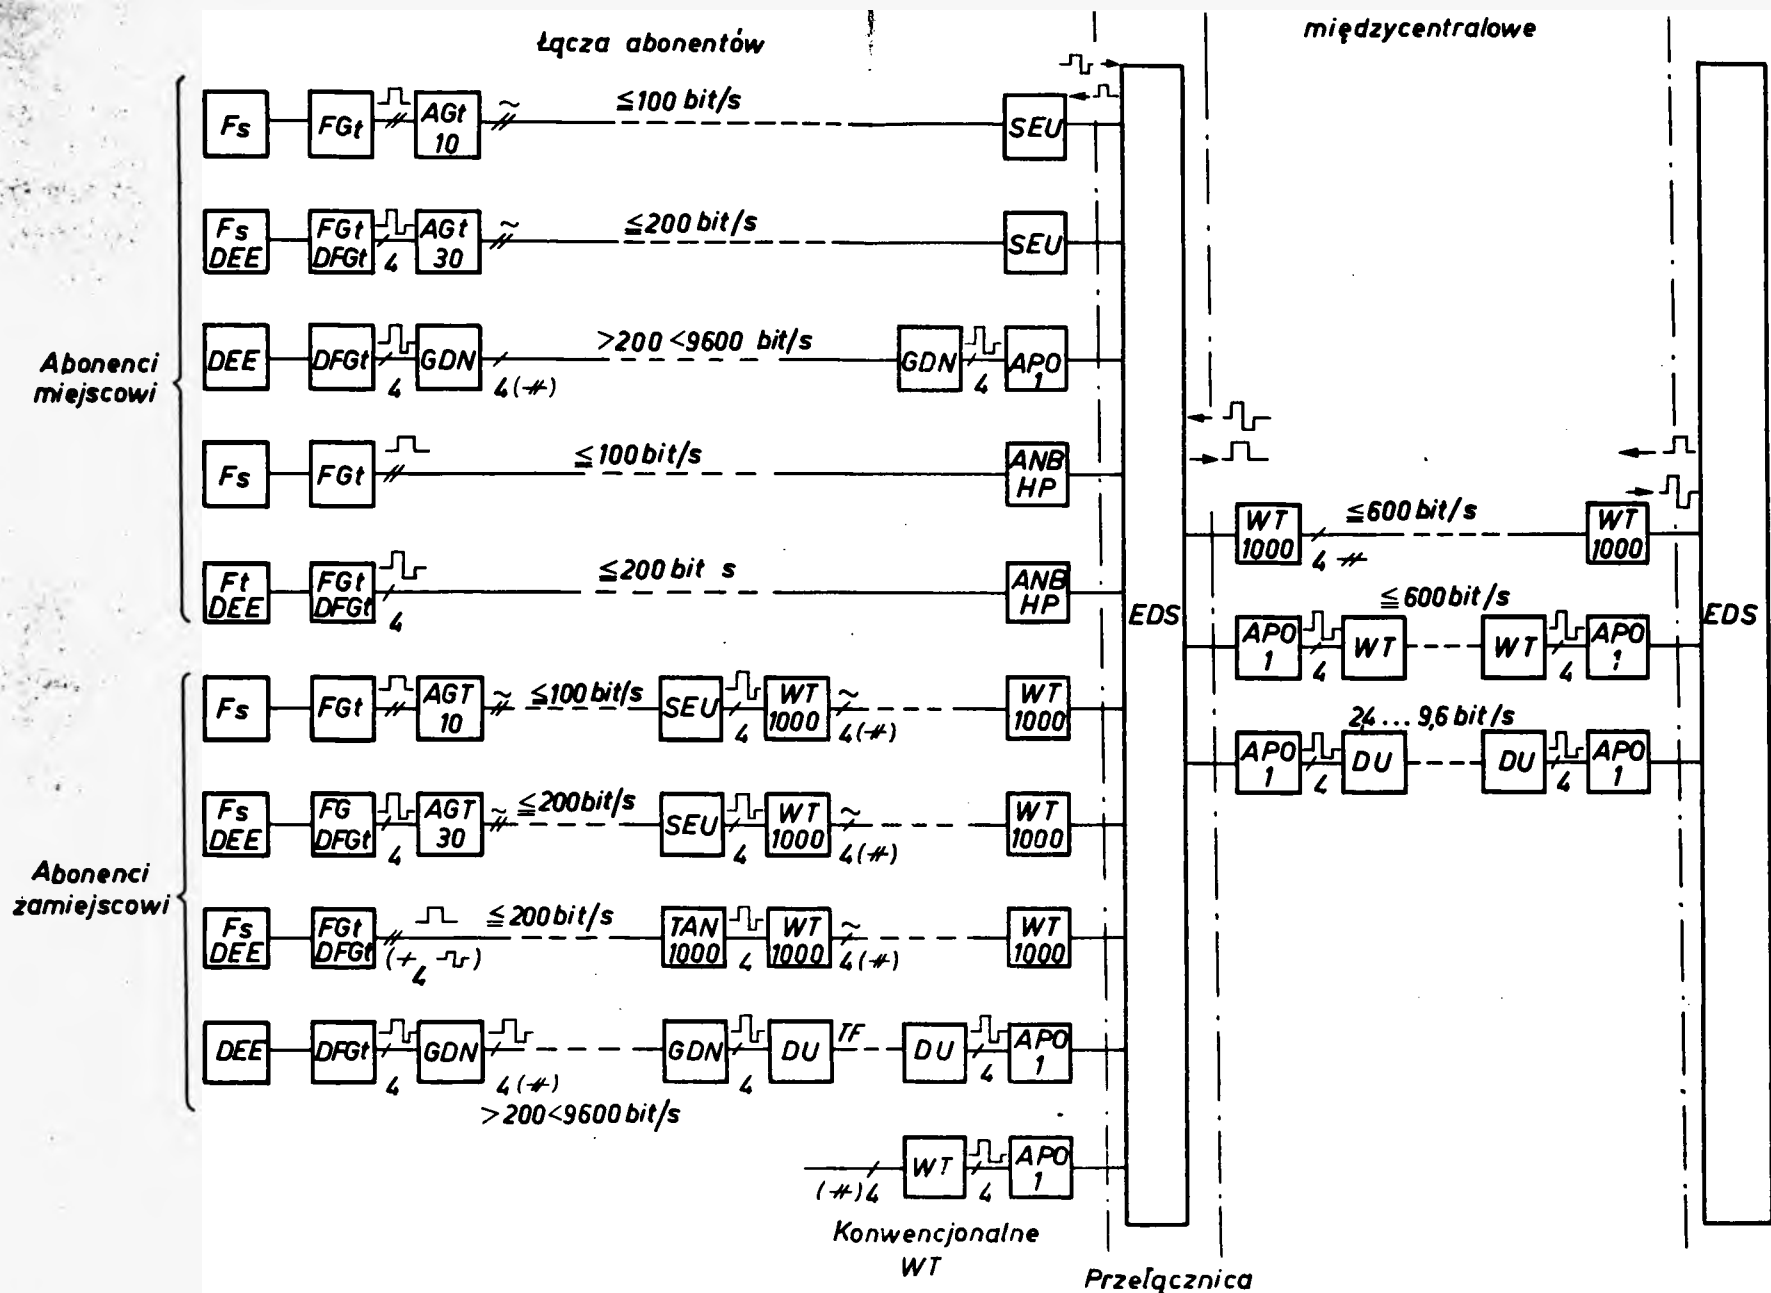 Łącza abonentów
międzycentralowe
Fs
FGt
AGt
10
~
≦100 bit/s
SEU
Fs
DEE
FGt
DFGt
4
AGt
30
~
≦200 bit/s
SEU
Abonenci
miejscowi
DEE
DFGt
4
GDN
4(#)
>200<9600 bit/s
GDN
4
APO
1
Fs
FGt
≦100 bit/s
ANB
HP
Ft
DEE
FGt
DFGt
4
≦200 bit s
ANB
HP
EDS
WT
1000
4 #
≦600 bit/s
WT
1000
APO
1
4
WT
≦600 bit/s
WT
4
APO
1
EDS
APO
1
4
DU
2,4 ... 9,6 bit/s
DU
4
APO
1
Abonenci
zamiejscowi
Fs
FGt
AGT
10
~
≦100 bit/s
SEU
4
WT
1000
~
4(#)
WT
1000
Fs
DEE
FG
DFGt
4
AGT
30
~
≦200 bit/s
SEU
4
WT
1000
~
4(#)
WT
1000
Fs
DEE
FGt
DFGt
(+4)
≦200 bit/s
TAN
1000
4
WT
1000
~
4(#)
WT
1000
DEE
DFGt
4
GDN
4(#)
>200<9600 bit/s
GDN
4
DU
TF
DU
4
APO
1
(#)4
WT
4
APO
1
Konwencjonalne
WT
Przełącznica